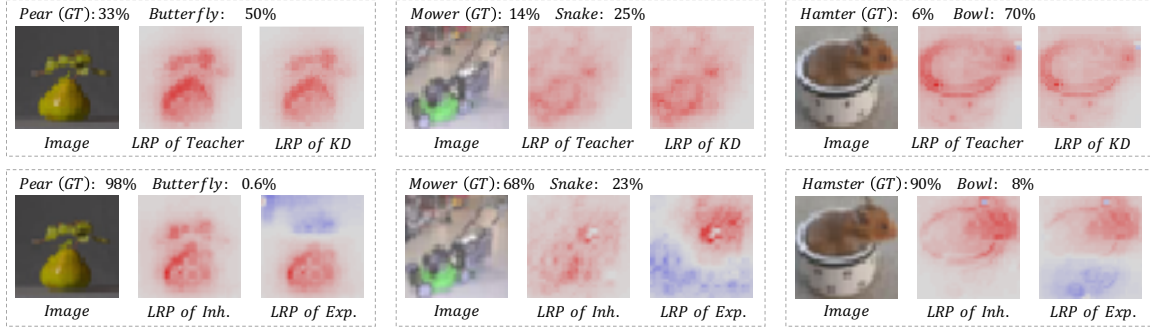 Pear (GT): 33% Butterfly: 50%
Image LRP of Teacher LRP of KD
Mower (GT): 14% Snake: 25%
Image LRP of Teacher LRP of KD
Hamter (GT): 6% Bowl: 70%
Image LRP of Teacher LRP of KD
Pear (GT): 98% Butterfly: 0.6%
Image LRP of Inh. LRP of Exp.
Mower (GT): 68% Snake: 23%
Image LRP of Inh. LRP of Exp.
Hamster (GT): 90% Bowl: 8%
Image LRP of Inh. LRP of Exp.